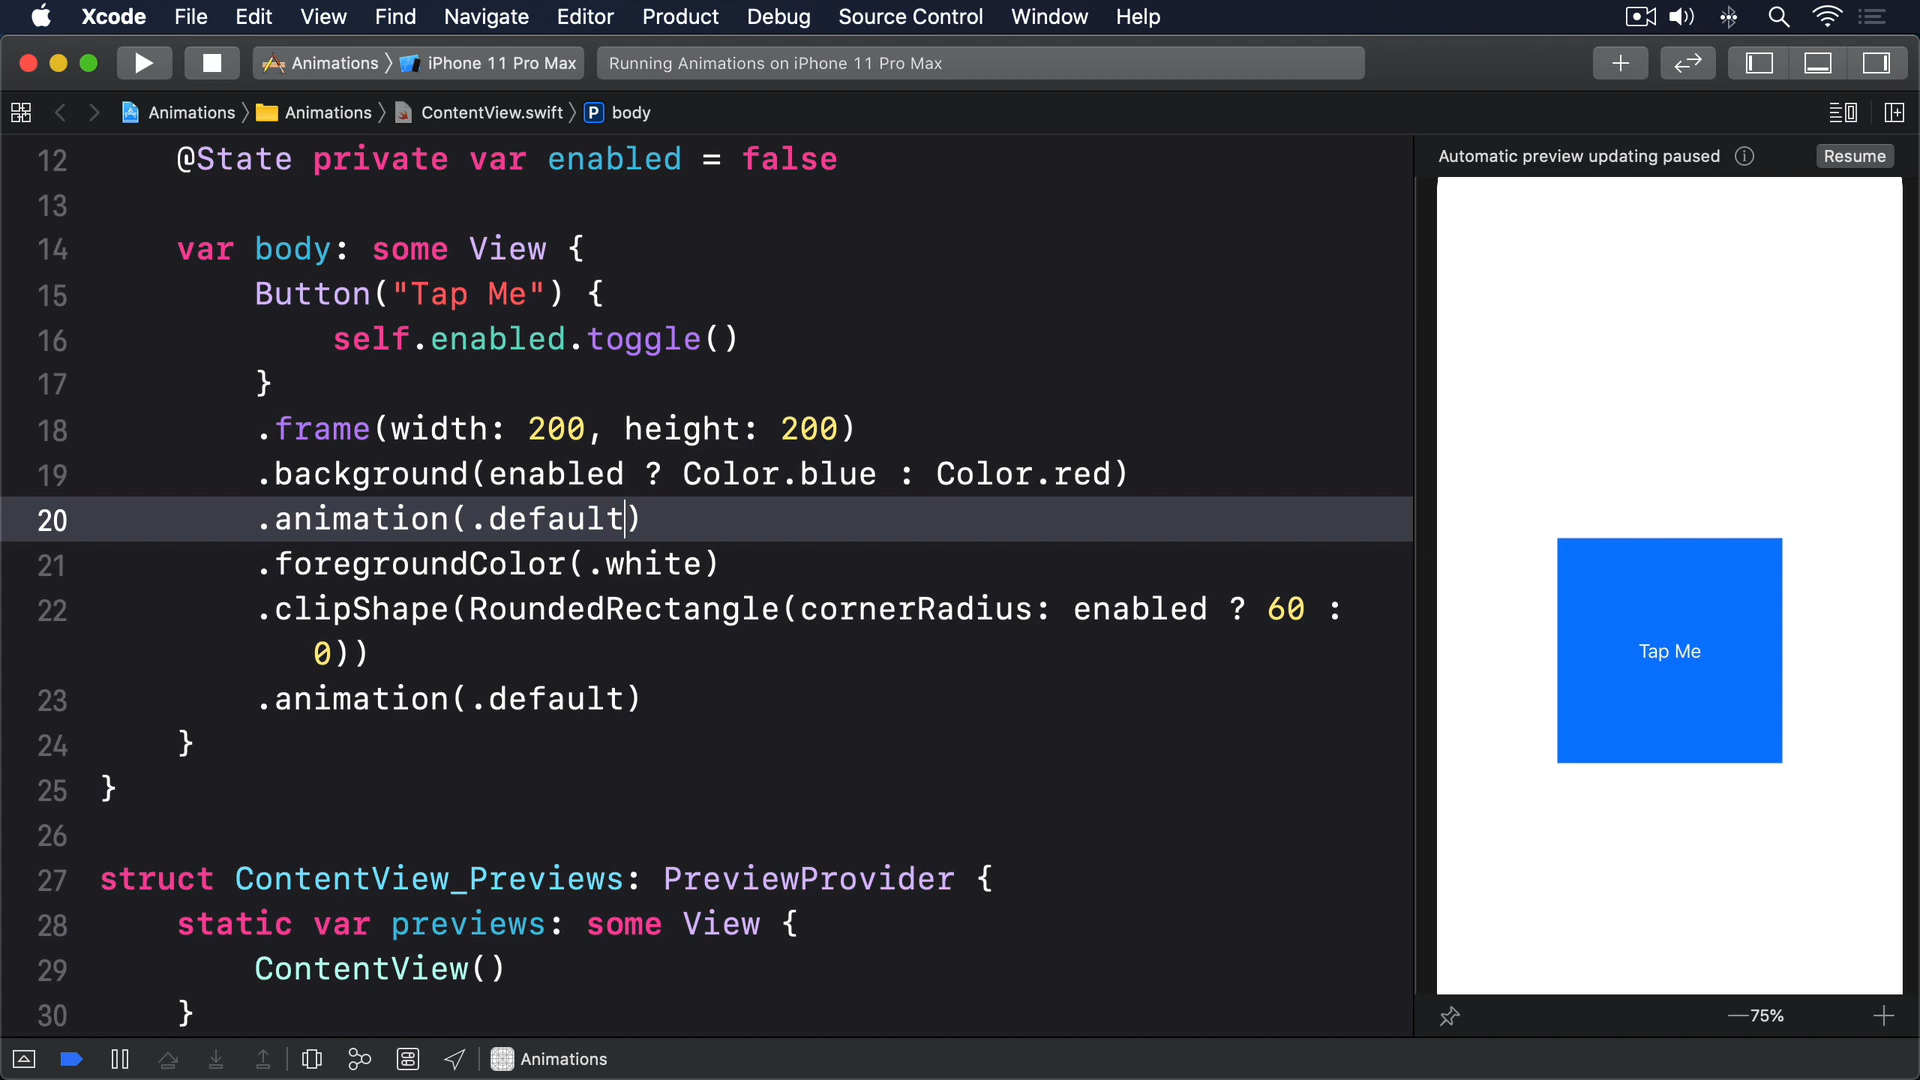 Xcode File Edit View Find Navigate Editor Product Debug Source Control Window Help
Animations iPhone 11 Pro Max Running Animations on iPhone 11 Pro Max
Animations Animations ContentView.swift P body
Automatic preview updating paused Resume
12 @State private var enabled = false
13
14 var body: some View {
15 Button("Tap Me") {
16 self.enabled.toggle()
17 }
18 .frame(width: 200, height: 200)
19 .background(enabled ? Color.blue : Color.red)
20 .animation(.default)
21 .foregroundColor(.white)
22 .clipShape(RoundedRectangle(cornerRadius: enabled ? 60 :
0))
23 .animation(.default)
24 }
25 }
26
27 struct ContentView_Previews: PreviewProvider {
28 static var previews: some View {
29 ContentView()
30 }
Tap Me
75%
Animations